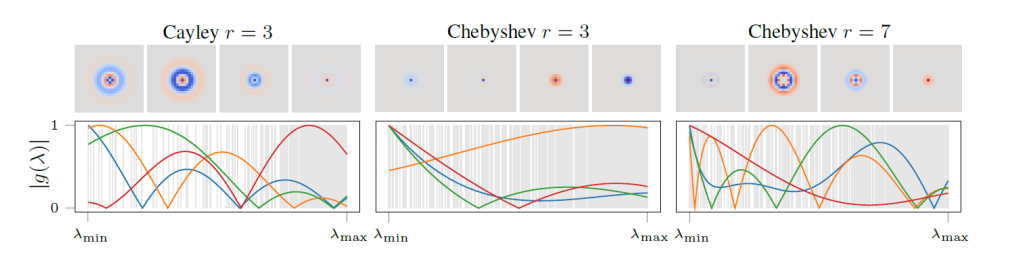 Cayley r = 3
Chebyshev r = 3
Chebyshev r = 7
|g(λ)|
1
0
λmin
λmax
λmin
λmax
λmin
λmax